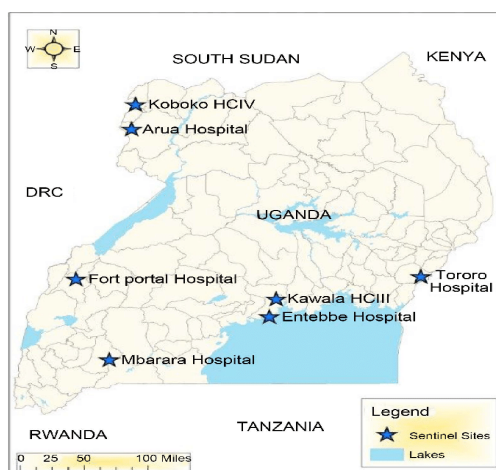 N
W E
S
SOUTH SUDAN
KENYA
Koboko HCIV
Arua Hospital
DRC
UGANDA
Fort portal Hospital
Tororo
Hospital
Kawala HCIII
Entebbe Hospital
Mbarara Hospital
Legend
Sentinel Sites
Lakes
TANZANIA
RWANDA
0 25 50 100 Miles